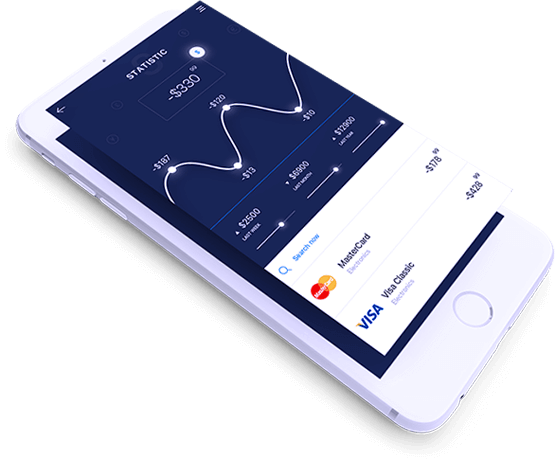 STATISTIC
$
-$330 99
-$187
-$13
-$120
-$10
▲ $2500
LAST WEEK
▼ $6900
LAST MONTH
▲ $12900
LAST YEAR
Search now
MasterCard
Electronics
-$178 99
VISA
Visa Classic
Electronics
-$428 99